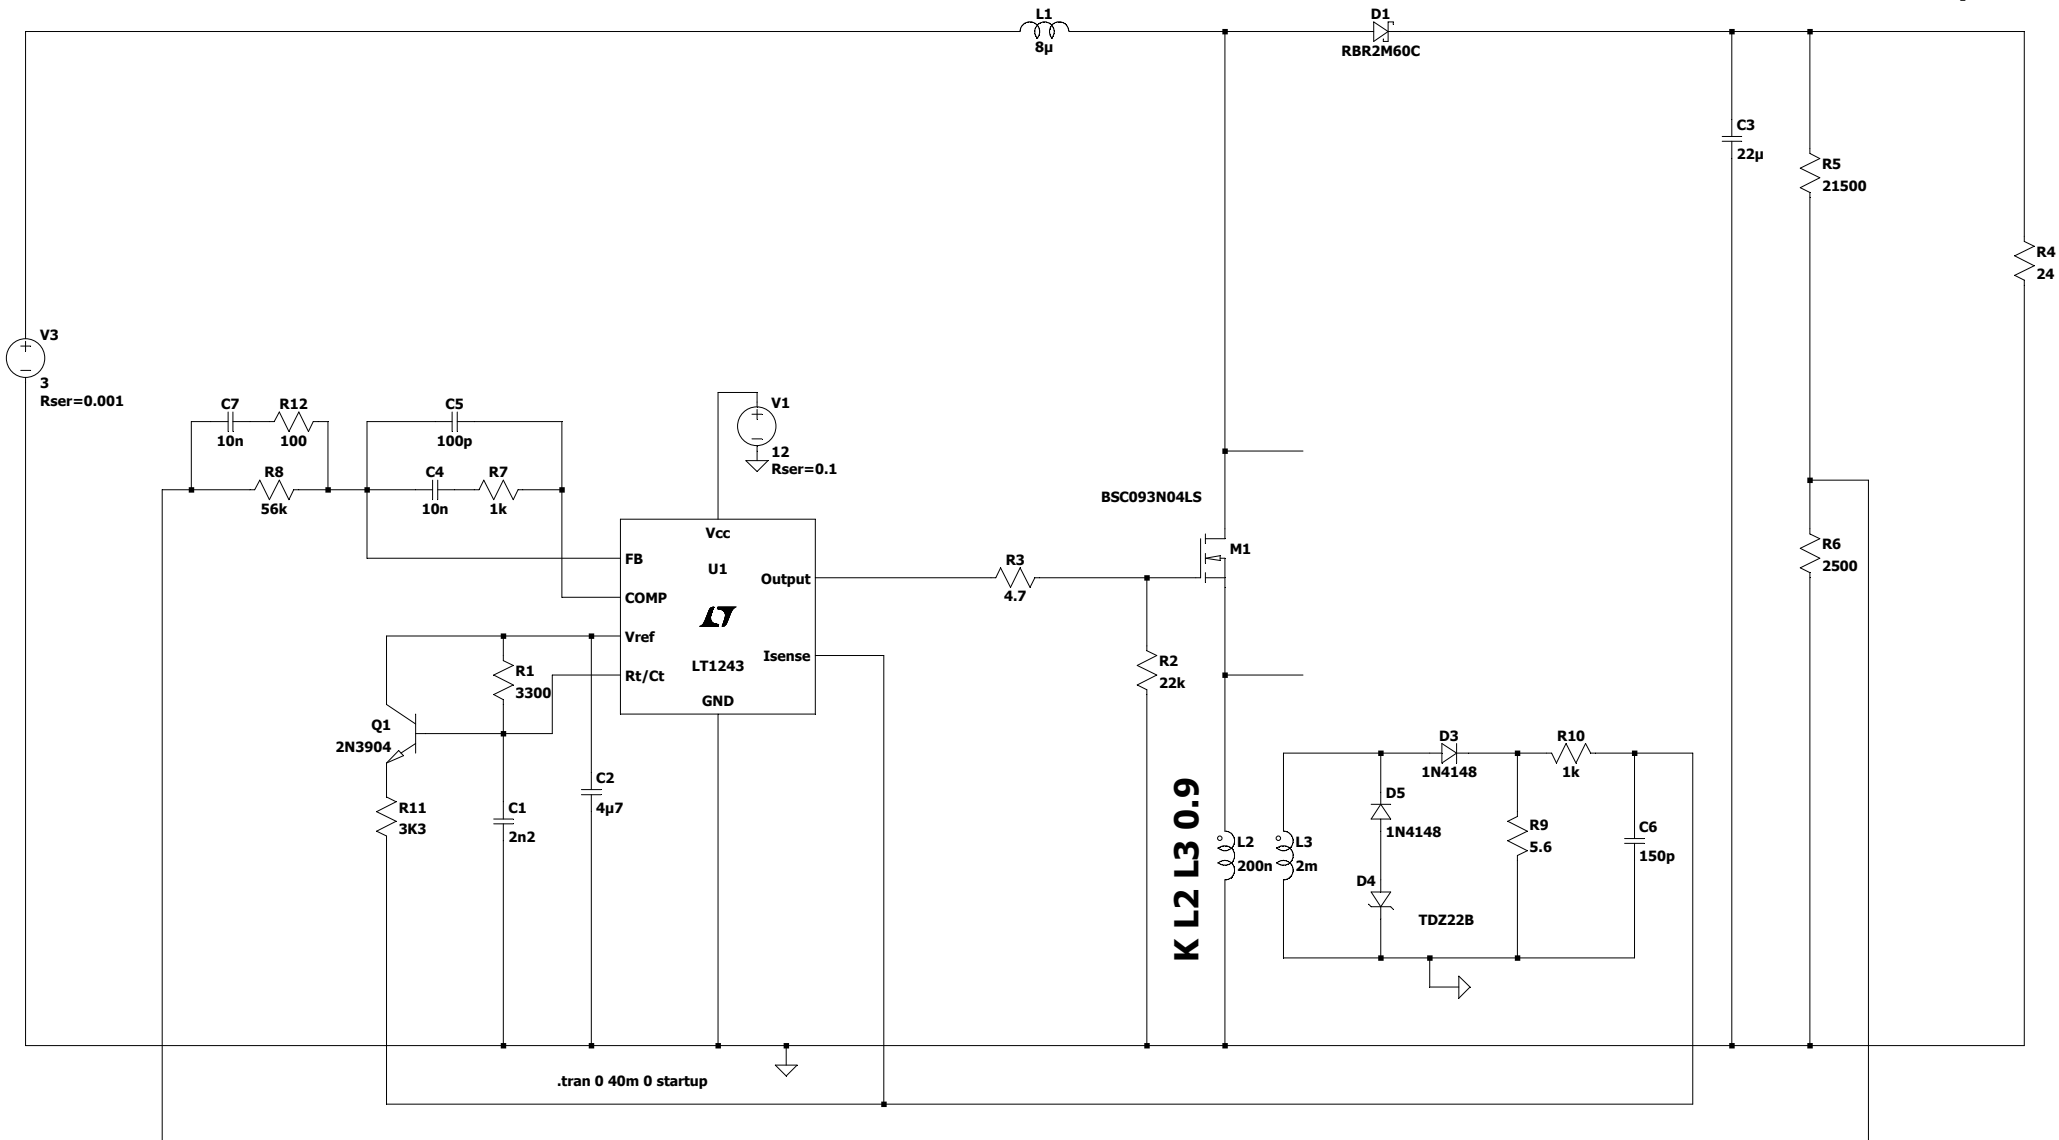 L1
8µ
D1
RBR2M60C
C3
22µ
R5
21500
R4
24
V3
3
Rser=0.001
C7
10n
R12
100
R8
56k
C5
100p
C4
10n
R7
1k
V1
12
Rser=0.1
BSC093N04LS
M1
Vcc
FB
U1
Output
COMP
Vref
LT1243
Isense
Rt/Ct
GND
R3
4.7
R2
22k
R6
2500
R1
3300
Q1
2N3904
R11
3K3
C1
2n2
C2
4µ7
K L2 L3 0.9
L2
200n
L3
2m
D3
1N4148
R10
1k
D5
1N4148
R9
5.6
C6
150p
D4
TDZ22B
.tran 0 40m 0 startup